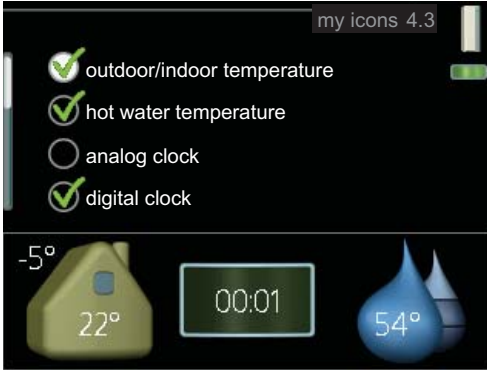 my icons 4.3
outdoor/indoor temperature
hot water temperature
analog clock
digital clock
-5°
22°
00:01
54°